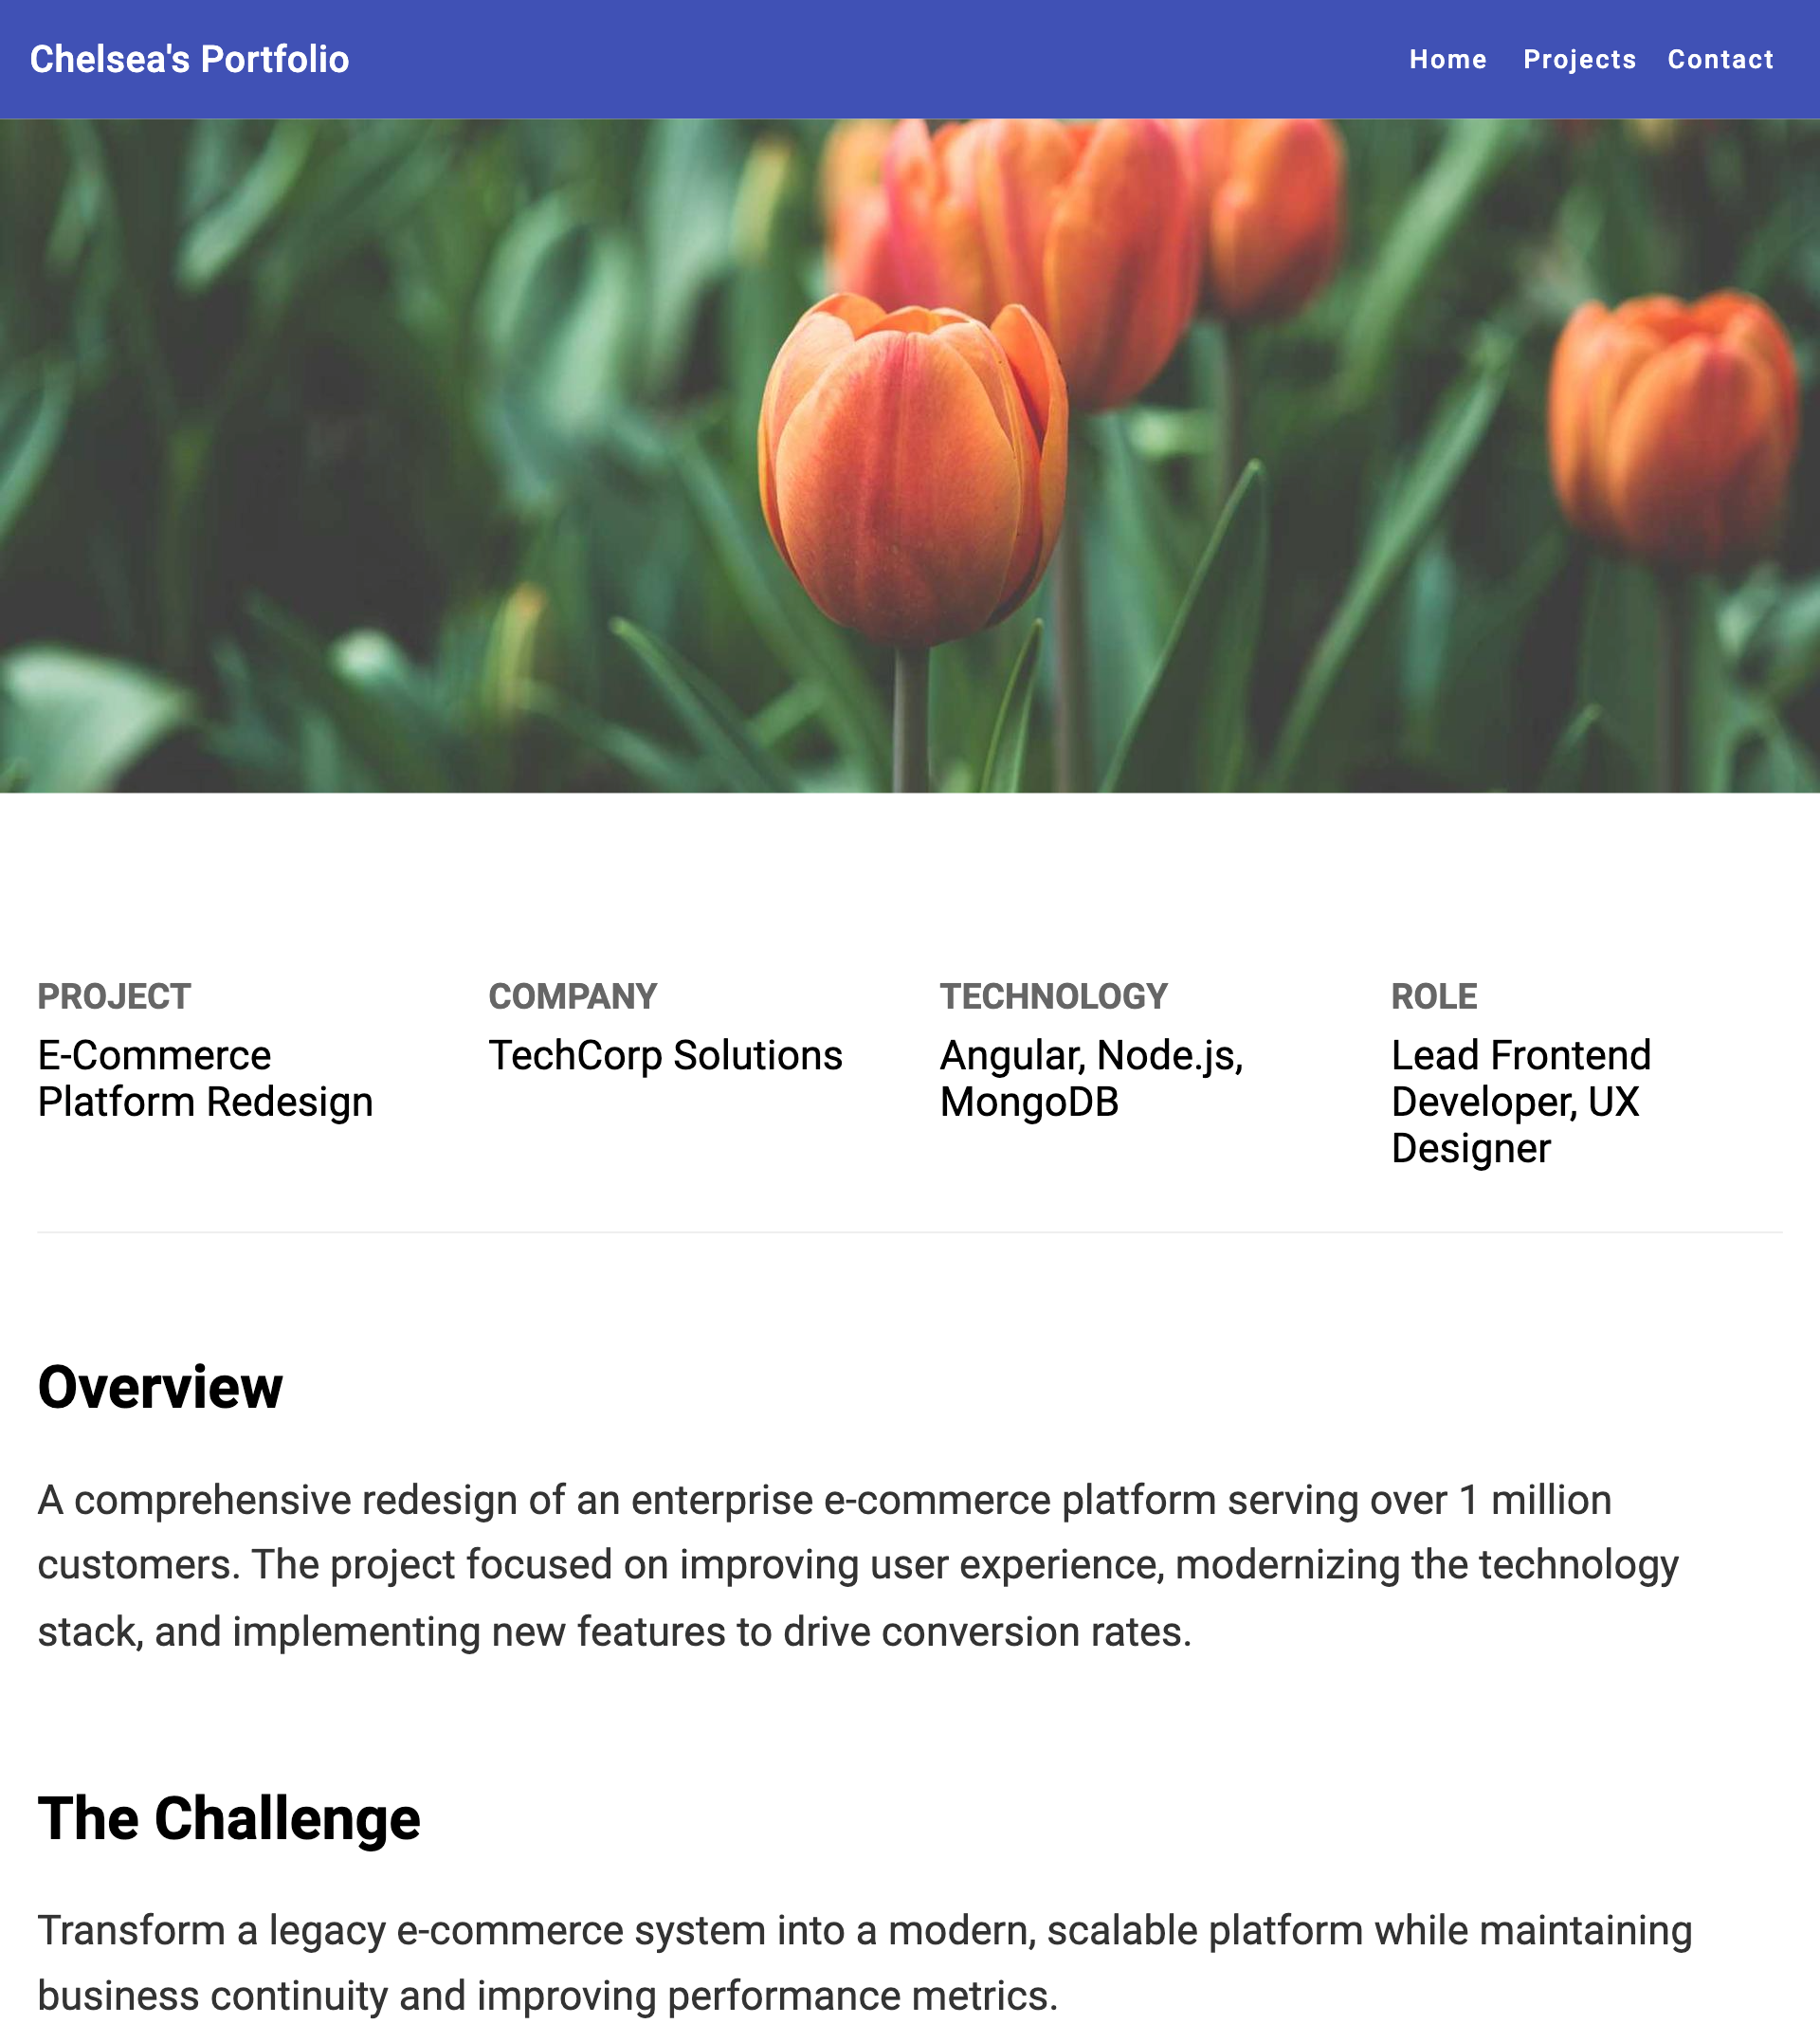 Chelsea's Portfolio
Home Projects Contact
PROJECT
E-Commerce
Platform Redesign
COMPANY
TechCorp Solutions
TECHNOLOGY
Angular, Node.js,
MongoDB
ROLE
Lead Frontend
Developer, UX
Designer
Overview
A comprehensive redesign of an enterprise e-commerce platform serving over 1 million
customers. The project focused on improving user experience, modernizing the technology
stack, and implementing new features to drive conversion rates.
The Challenge
Transform a legacy e-commerce system into a modern, scalable platform while maintaining
business continuity and improving performance metrics.